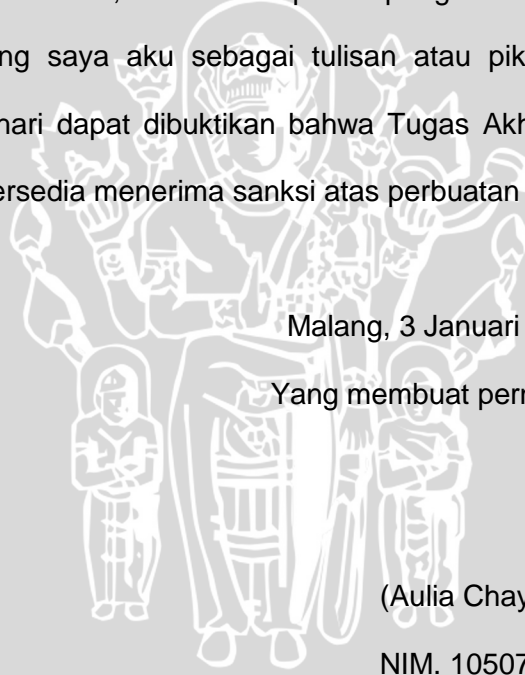 ng saya aku sebagai tulisan atau pik
hari dapat dibuktikan bahwa Tugas Akh
ersedia menerima sanksi atas perbuatan
Malang, 3 Januari
Yang membuat pern
(Aulia Chay
NIM. 10507